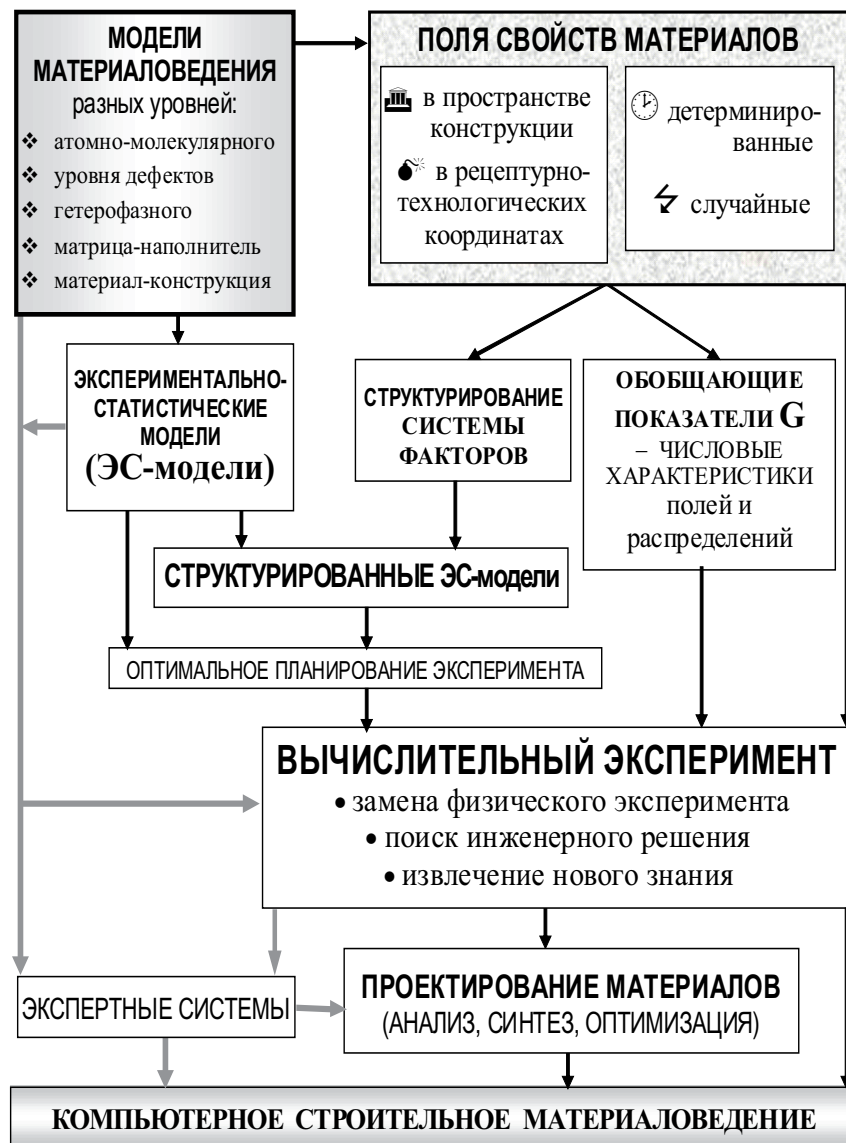 МОДЕЛИ
МАТЕРИАЛОВЕДЕНИЯ
разных уровней:
❖ атомно-молекулярного
❖ уровня дефектов
❖ гетерофазного
❖ матрица-наполнитель
❖ материал-конструкция
ПОЛЯ СВОЙСТВ МАТЕРИАЛОВ
в пространстве
конструкции
в рецептурно-
технологических
координатах
детерминиро-
ванные
случайные
ЭКСПЕРИМЕНТАЛЬНО-
СТАТИСТИЧЕСКИЕ
МОДЕЛИ
(ЭС-модели)
СТРУКТУРИРОВАНИЕ
СИСТЕМЫ
ФАКТОРОВ
ОБОБЩАЮЩИЕ
ПОКАЗАТЕЛИ G
– ЧИСЛОВЫЕ
ХАРАКТЕРИСТИКИ
полей и
распределений
СТРУКТУРИРОВАННЫЕ ЭС-модели
ОПТИМАЛЬНОЕ ПЛАНИРОВАНИЕ ЭКСПЕРИМЕНТА
ВЫЧИСЛИТЕЛЬНЫЙ ЭКСПЕРИМЕНТ
• замена физического эксперимента
• поиск инженерного решения
• извлечение нового знания
ЭКСПЕРТНЫЕ СИСТЕМЫ
ПРОЕКТИРОВАНИЕ МАТЕРИАЛОВ
(АНАЛИЗ, СИНТЕЗ, ОПТИМИЗАЦИЯ)
КОМПЬЮТЕРНОЕ СТРОИТЕЛЬНОЕ МАТЕРИАЛОВЕДЕНИЕ